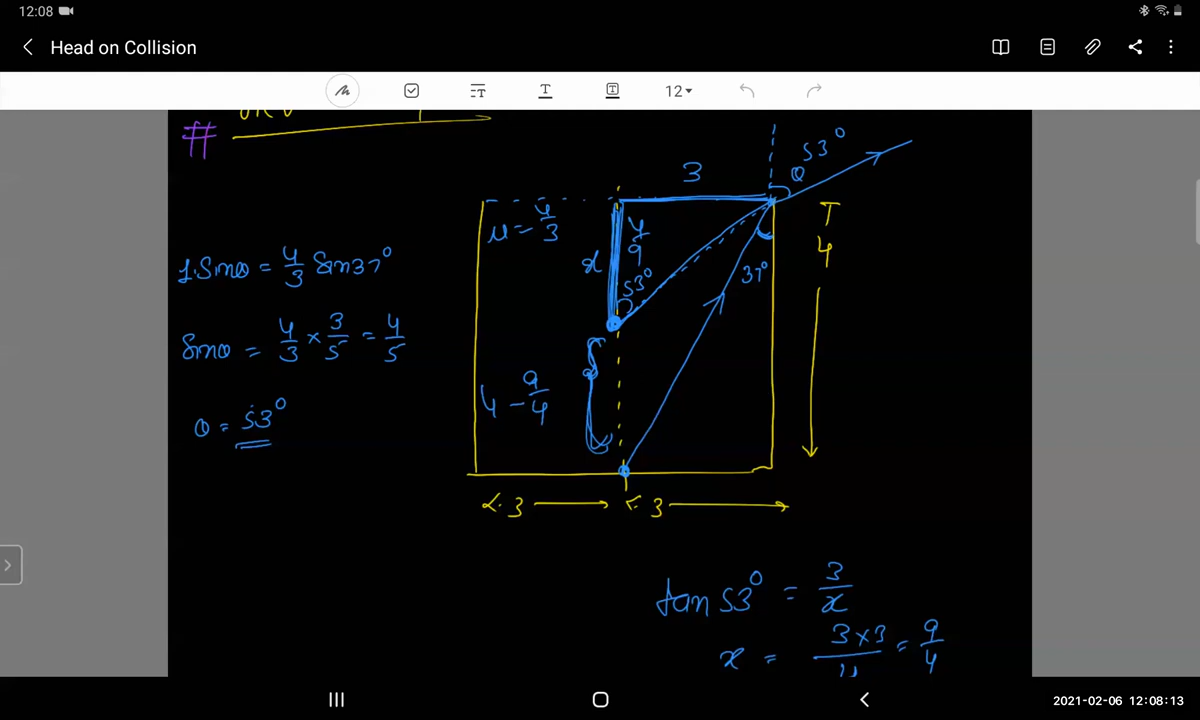 12:08
Head on Collision
12
#
3
53°
θ
μ = 4/3
y/9
x
53°
37°
T
4
1.Sinθ = 4/3 Sin37°
Sinθ = 4/3 × 3/5 = 4/5
θ = 53°
4 - 9/4
3
3
tan 53° = 3/x
x = 3×3/4 = 9/4
2021-02-06 12:08:13